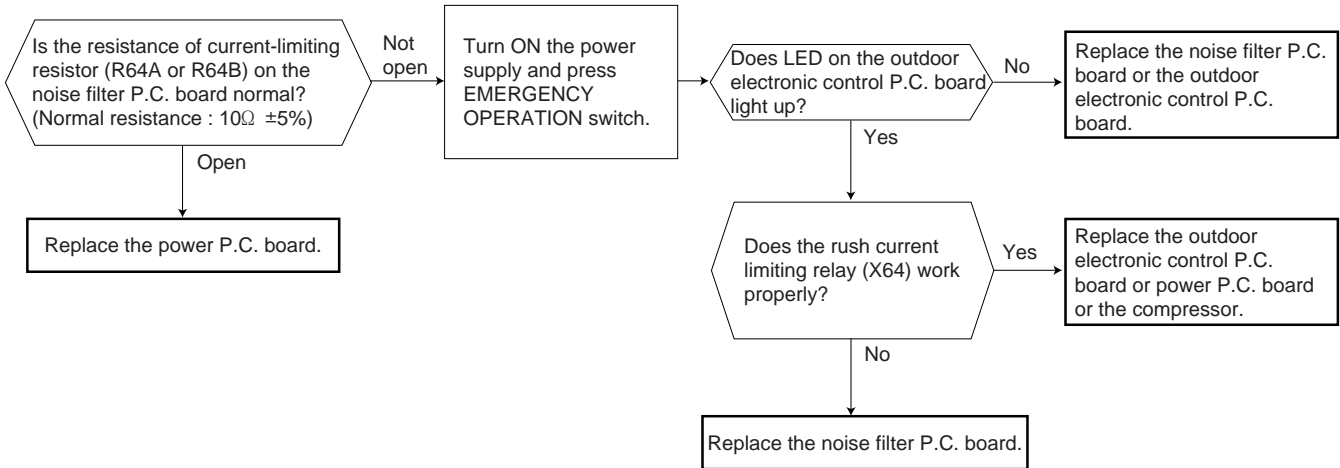 Is the resistance of current-limiting
resistor (R64A or R64B) on the
noise filter P.C. board normal?
(Normal resistance : 10Ω ±5%)
Not
open
Open
Replace the power P.C. board.
Turn ON the power
supply and press
EMERGENCY
OPERATION switch.
Does LED on the outdoor
electronic control P.C. board
light up?
No
Replace the noise filter P.C.
board or the outdoor
electronic control P.C.
board.
Yes
Does the rush current
limiting relay (X64) work
properly?
Yes
Replace the outdoor
electronic control P.C.
board or power P.C. board
or the compressor.
No
Replace the noise filter P.C. board.